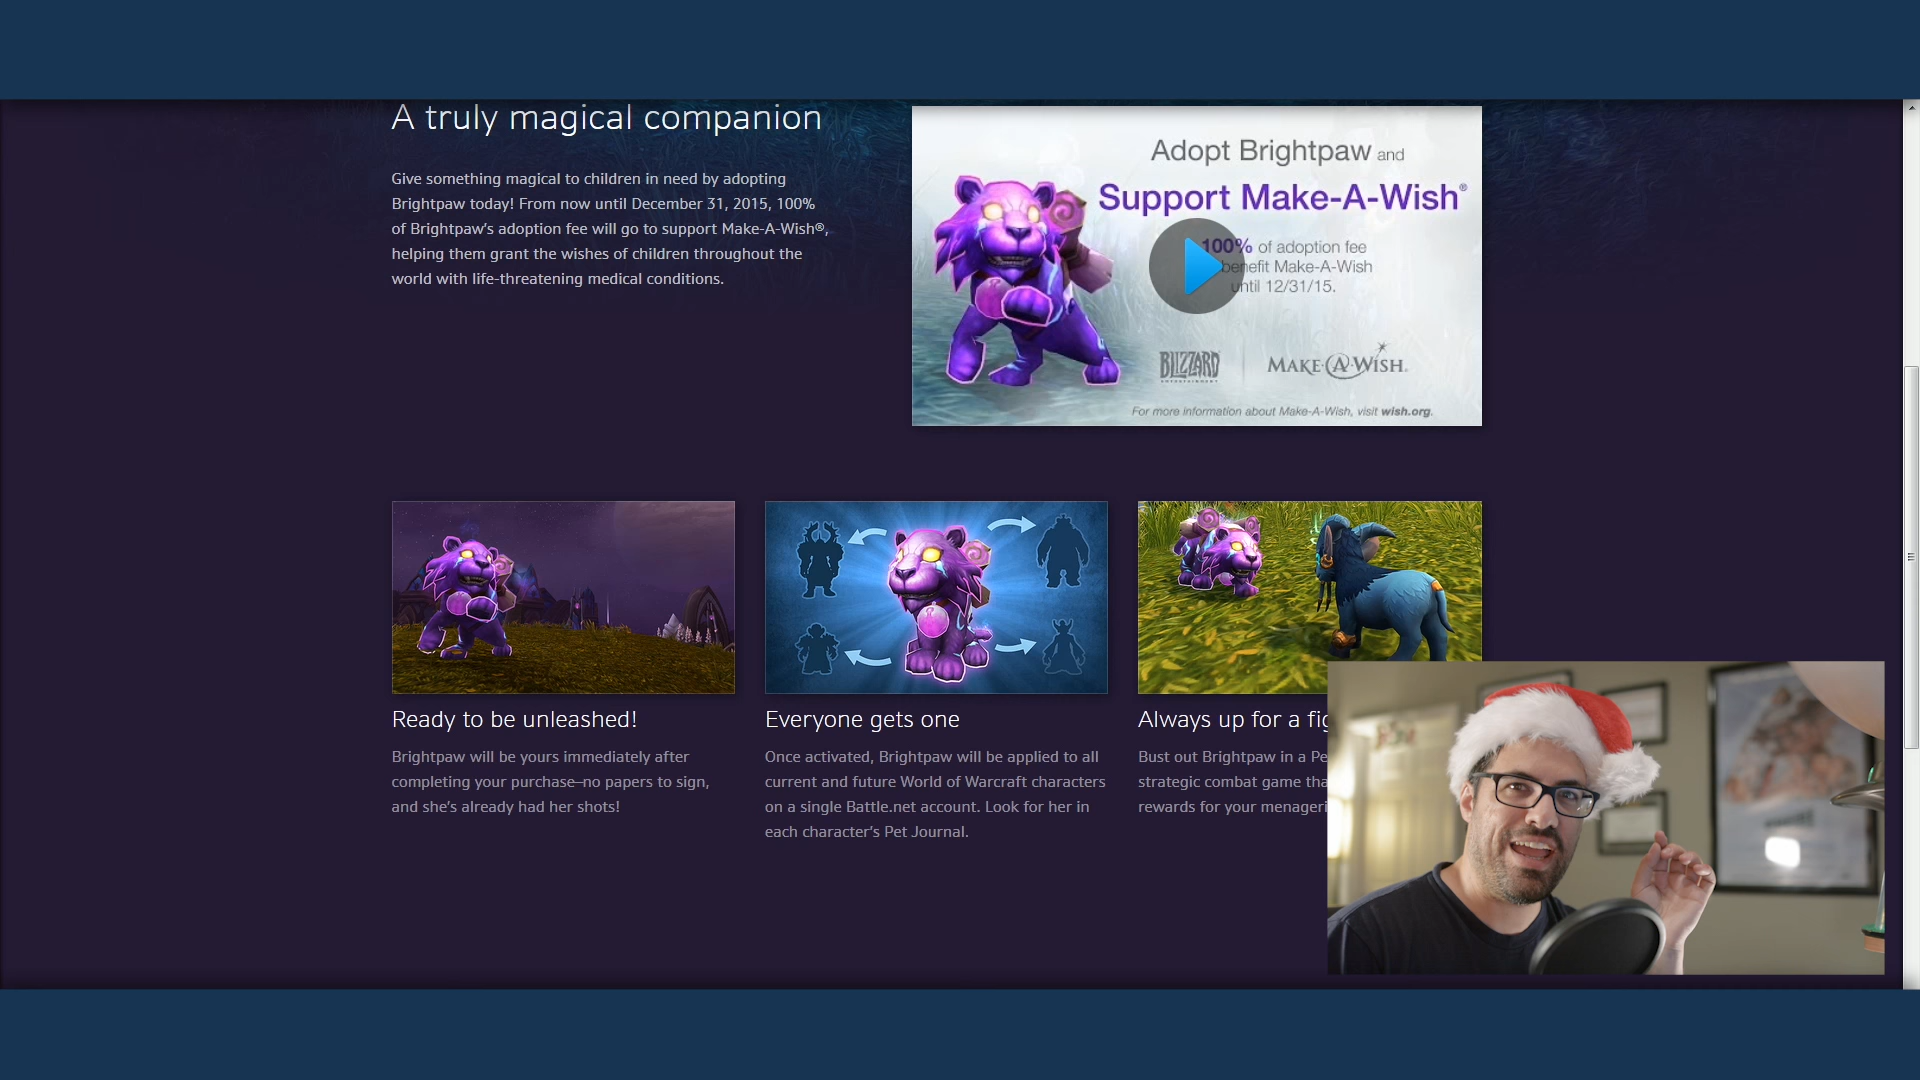 A truly magical companion
Give something magical to children in need by adopting
Brightpaw today! From now until December 31, 2015, 100%
of Brightpaw's adoption fee will go to support Make-A-Wish®,
helping them grant the wishes of children throughout the
world with life-threatening medical conditions.
Adopt Brightpaw and
Support Make-A-Wish®
100% of adoption fee
benefit Make-A-Wish
until 12/31/15.
BLIZZARD
ENTERTAINMENT
MAKE-A-WISH®
For more information about Make-A-Wish, visit wish.org.
Ready to be unleashed!
Brightpaw will be yours immediately after
completing your purchase—no papers to sign,
and she's already had her shots!
Everyone gets one
Once activated, Brightpaw will be applied to all
current and future World of Warcraft characters
on a single Battle.net account. Look for her in
each character's Pet Journal.
Always up for a fig
Bust out Brightpaw in a Pe
strategic combat game tha
rewards for your menageri